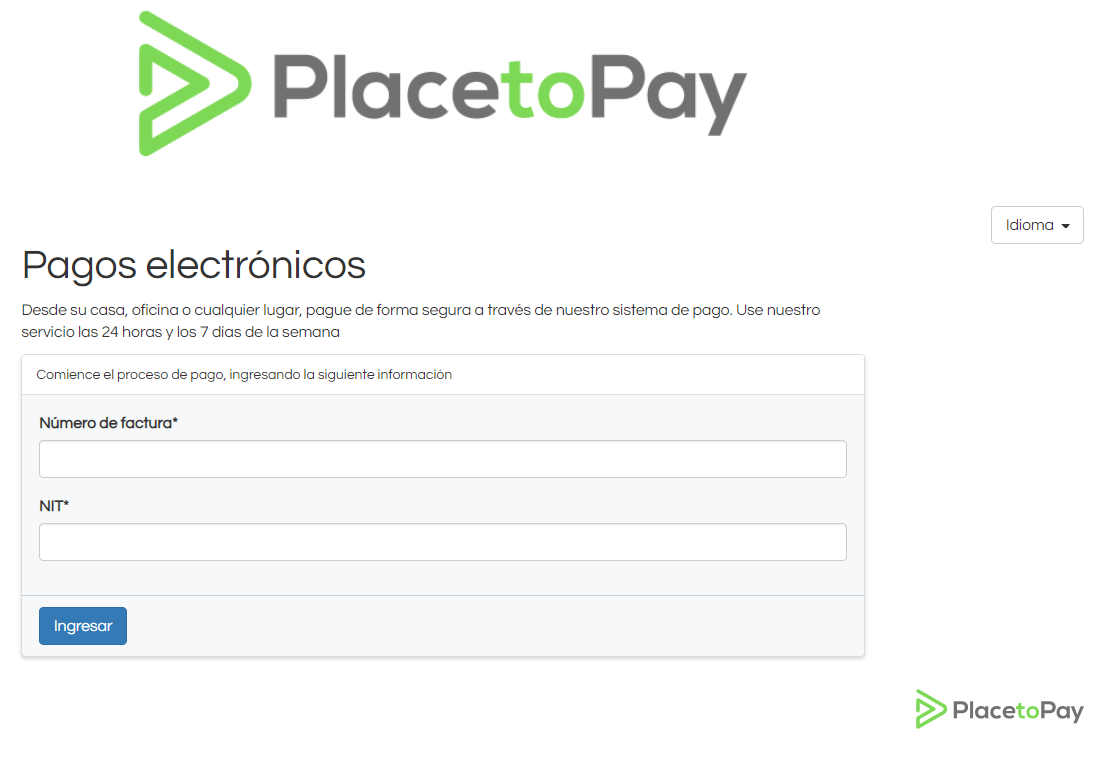 PlacetoPay
Idioma
Pagos electrónicos
Desde su casa, oficina o cualquier lugar, pague de forma segura a través de nuestro sistema de pago. Use nuestro
servicio las 24 horas y los 7 días de la semana
Comience el proceso de pago, ingresando la siguiente información
Número de factura*
NIT*
Ingresar
PlacetoPay